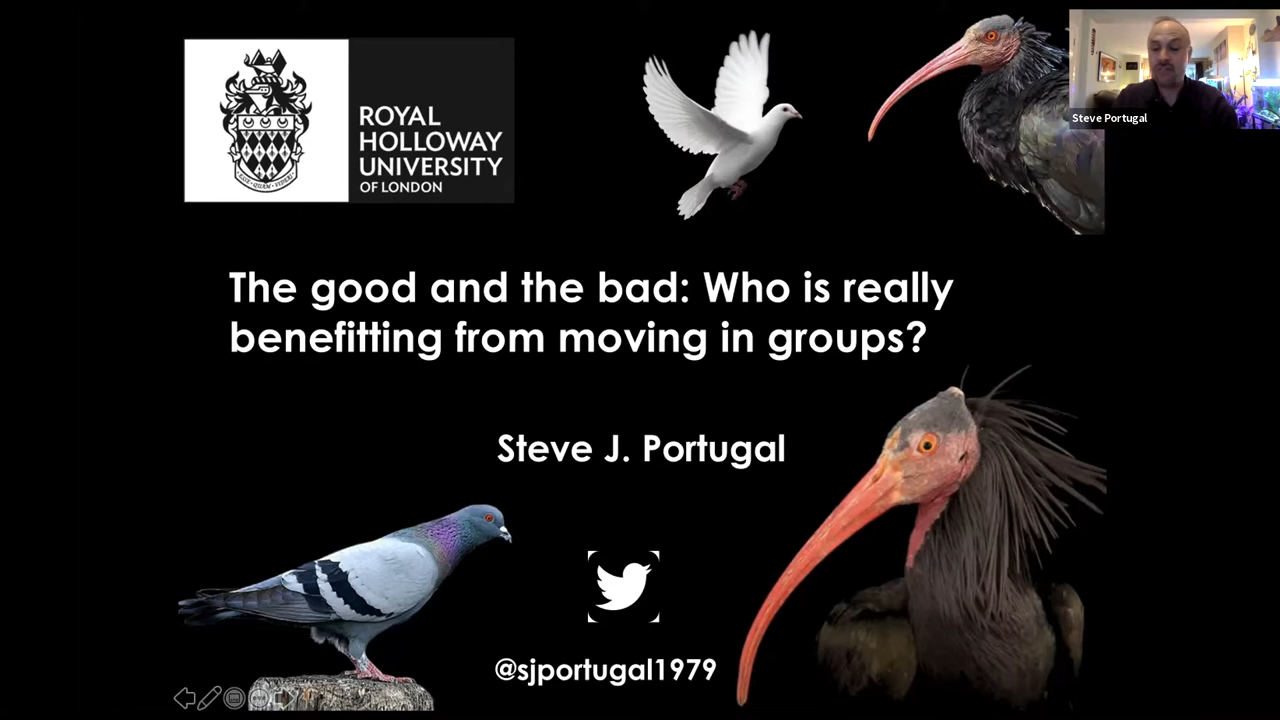 ROYAL
HOLLOWAY
UNIVERSITY
OF LONDON
Steve Portugal
The good and the bad: Who is really
benefitting from moving in groups?
Steve J. Portugal
@sjportugal1979